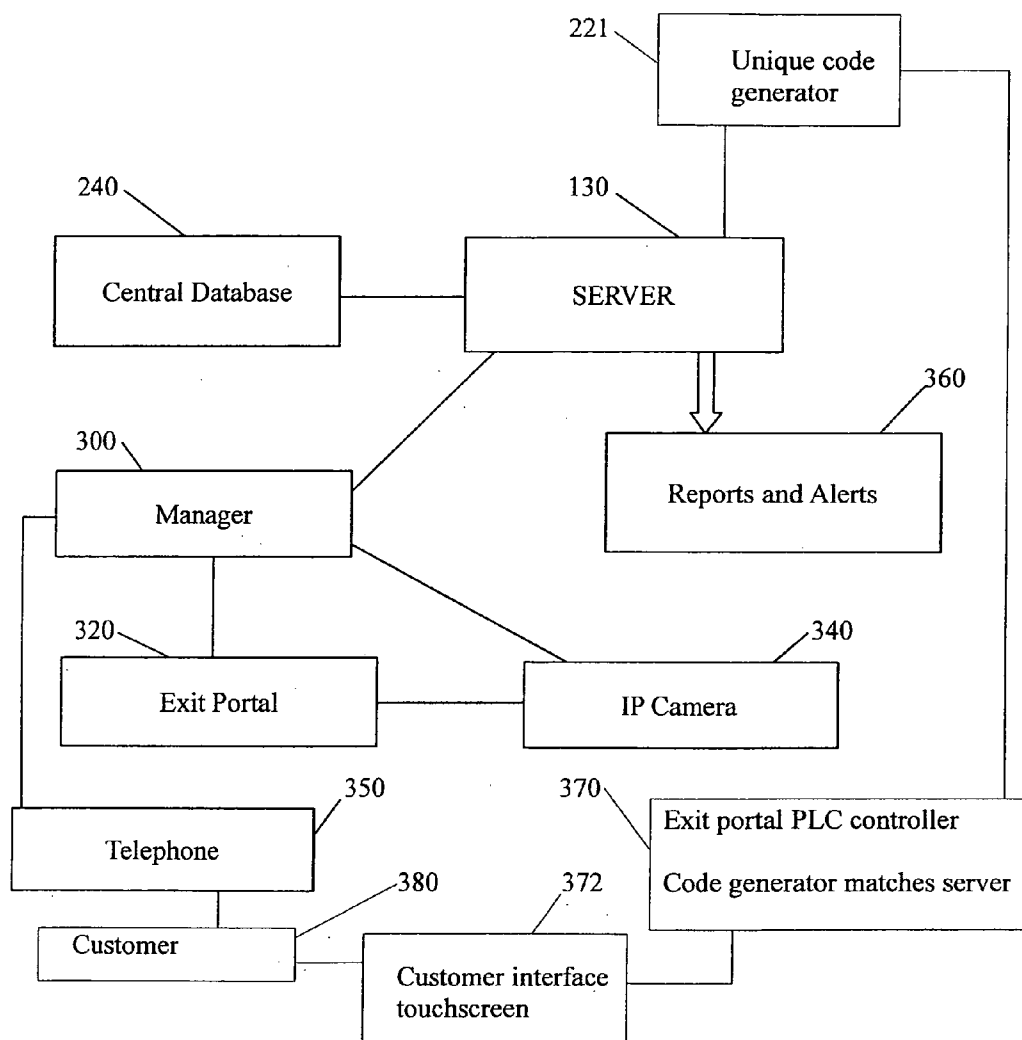 221
Unique code
generator
240
130
Central Database
SERVER
360
300
Manager
Reports and Alerts
320
340
Exit Portal
IP Camera
350
370
Exit portal PLC controller
Telephone
Code generator matches server
380
372
Customer
Customer interface
touchscreen